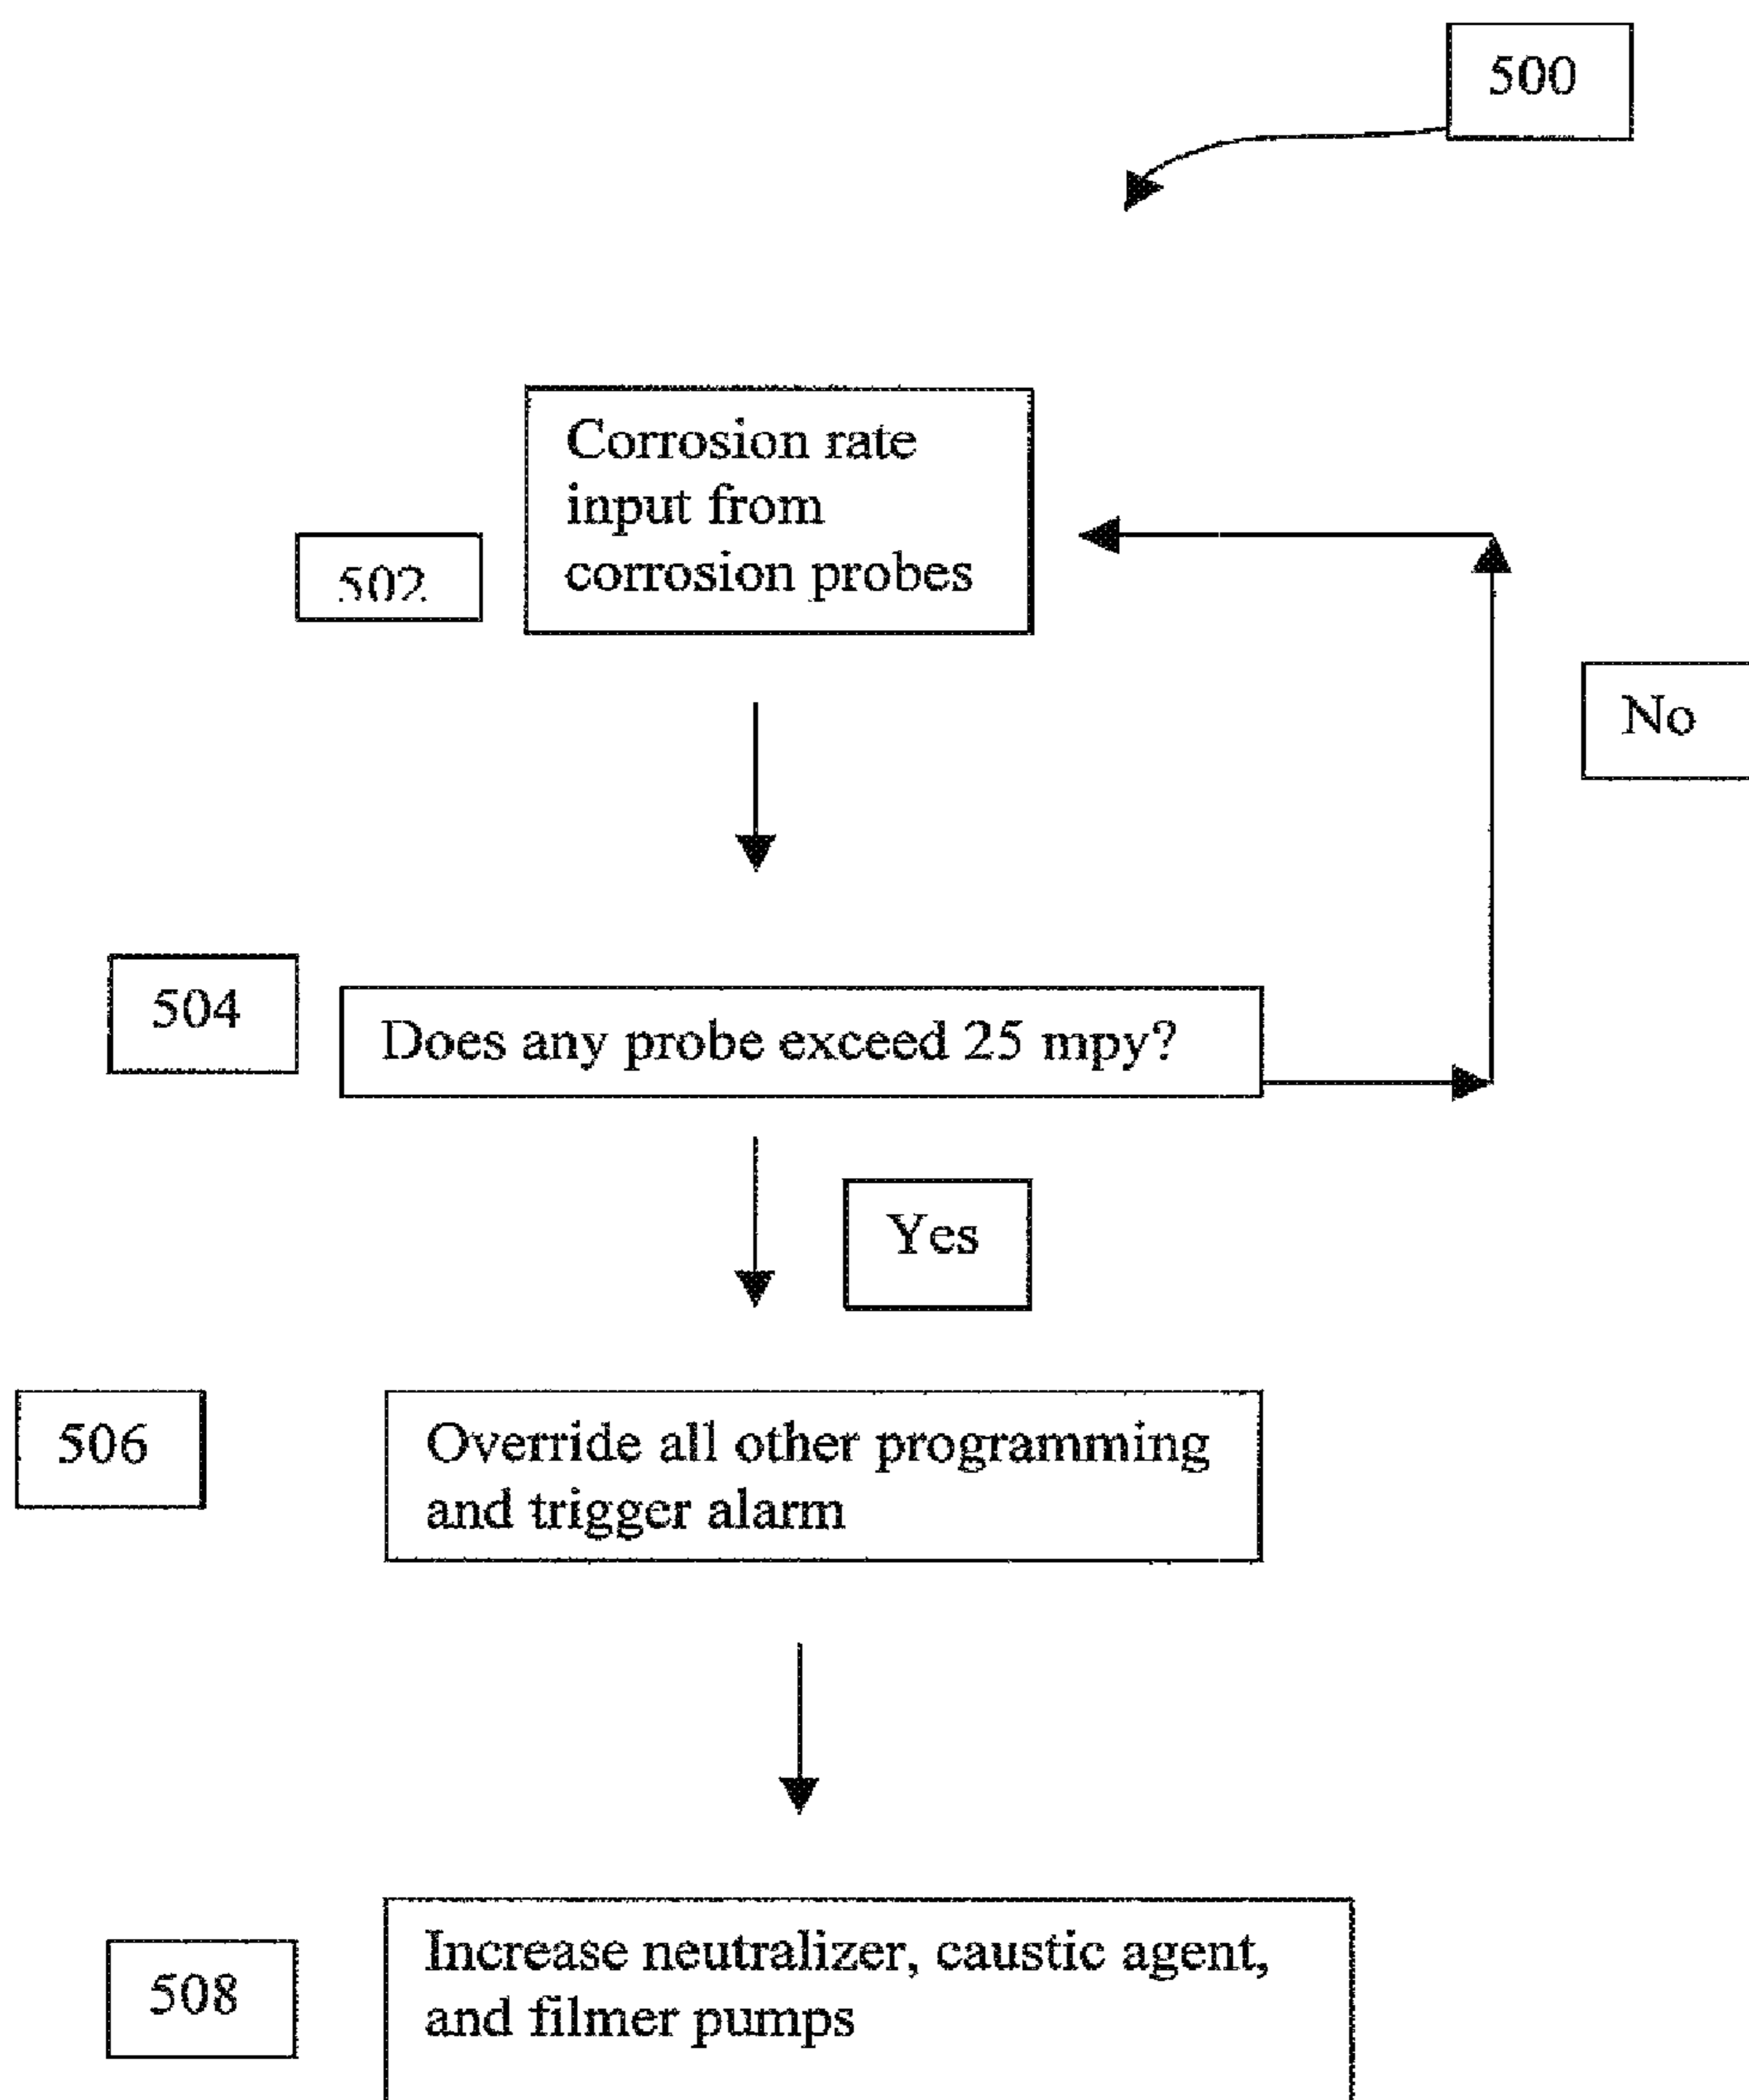 500
Corrosion rate
input from
corrosion probes
502
No
504
Does any probe exceed 25 mpy?
Yes
506
Override all other programming
and trigger alarm
508
Increase neutralizer, caustic agent,
and filmer pumps